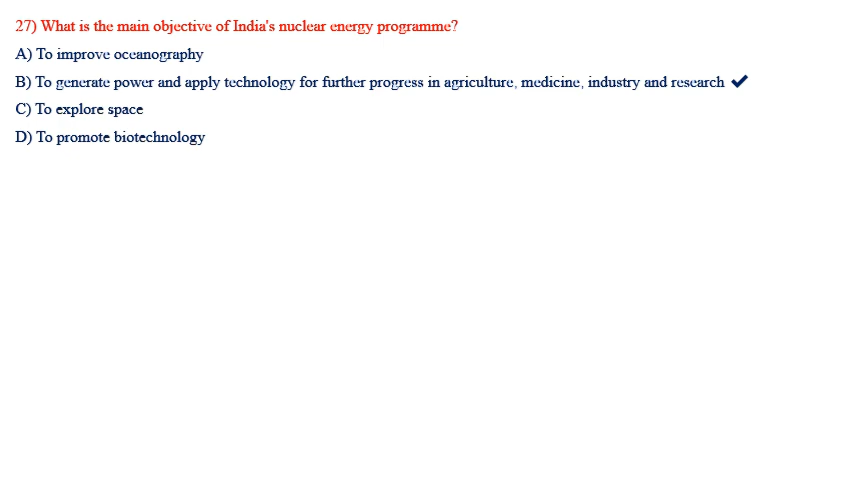 27) What is the main objective of India's nuclear energy programme?
A) To improve oceanography
B) To generate power and apply technology for further progress in agriculture, medicine, industry and research ✔
C) To explore space
D) To promote biotechnology